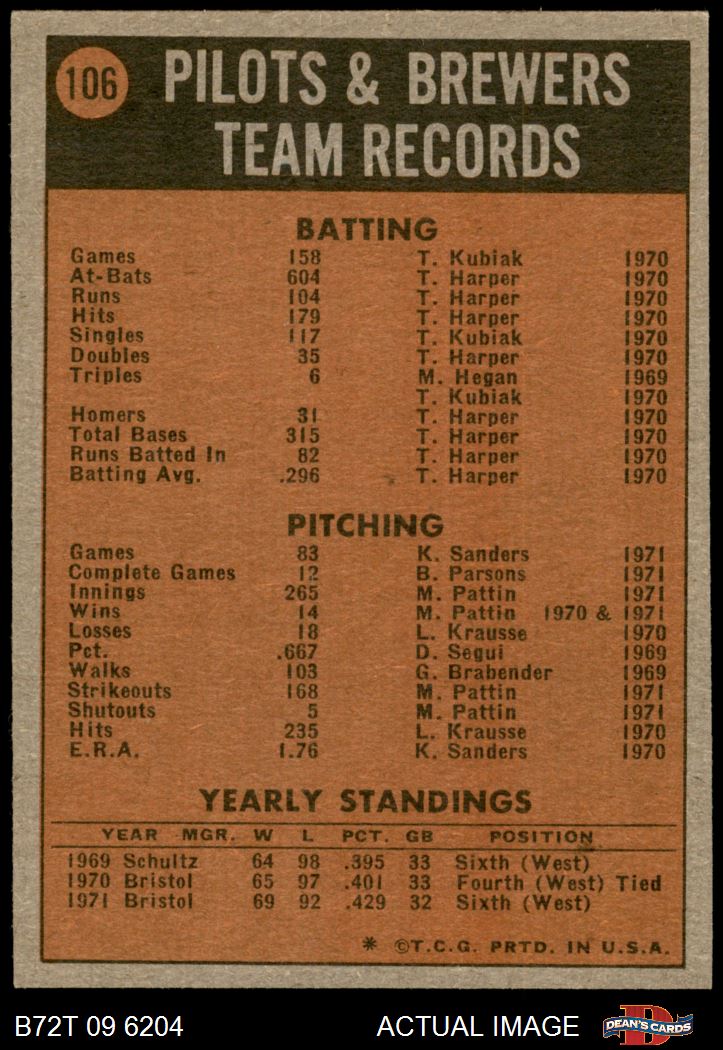 106
PILOTS & BREWERS
TEAM RECORDS
BATTING
Games 158 T. Kubiak 1970
At-Bats 604 T. Harper 1970
Runs 104 T. Harper 1970
Hits 179 T. Harper 1970
Singles 117 T. Kubiak 1970
Doubles 35 T. Harper 1970
Triples 6 M. Hegan 1969
T. Kubiak 1970
Homers 31 T. Harper 1970
Total Bases 315 T. Harper 1970
Runs Batted In 82 T. Harper 1970
Batting Avg. .296 T. Harper 1970
PITCHING
Games 83 K. Sanders 1971
Complete Games 12 B. Parsons 1971
Innings 265 M. Pattin 1971
Wins 14 M. Pattin 1970 & 1971
Losses 18 L. Krausse 1970
Pct. .667 D. Segui 1969
Walks 103 G. Brabender 1969
Strikeouts 168 M. Pattin 1971
Shutouts 5 M. Pattin 1971
Hits 235 L. Krausse 1970
E.R.A. 1.76 K. Sanders 1970
YEARLY STANDINGS
YEAR MGR. W L PCT. GB POSITION
1969 Schultz 64 98 .395 33 Sixth (West)
1970 Bristol 65 97 .401 33 Fourth (West) Tied
1971 Bristol 69 92 .429 32 Sixth (West)
* ©T.C.G. PRTD. IN U.S.A.
B72T 09 6204 ACTUAL IMAGE D DEAN'S CARDS